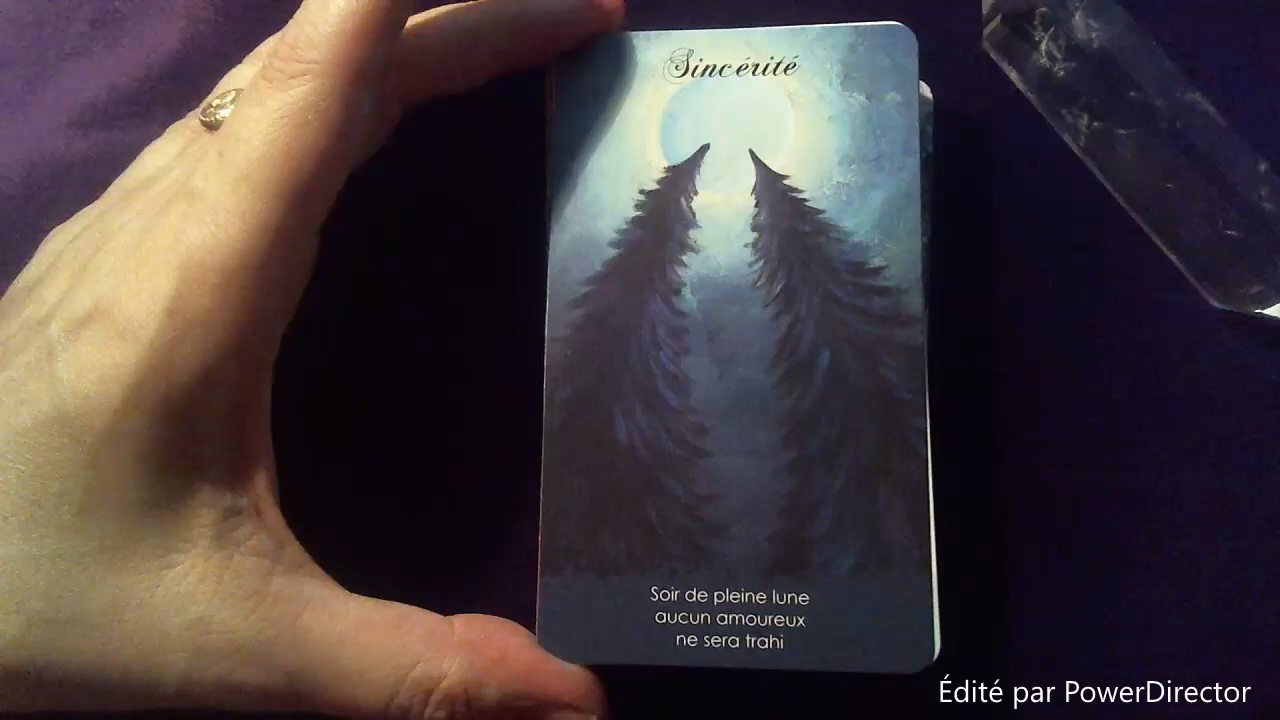 Sincérité
Soir de pleine lune
aucun amoureux
ne sera trahi
Édité par PowerDirector